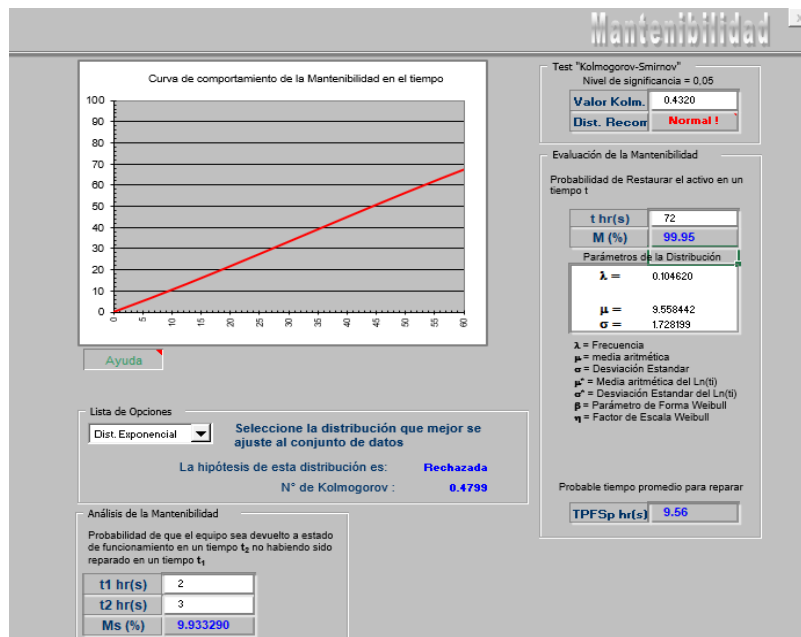 Mantenibilidad
Curva de comportamiento de la Mantenibilidad en el tiempo
100
90
80
70
60
50
40
30
20
10
0
0 5 10 15 20 25 30 35 40 45 50 55 60
Ayuda
Lista de Opciones
Dist. Exponencial
Seleccione la distribución que mejor se
ajuste al conjunto de datos
La hipótesis de esta distribución es: Rechazada
N° de Kolmogorov : 0.4799
Análisis de la Mantenibilidad
Probabilidad de que el equipo sea devuelto a estado
de funcionamiento en un tiempo t2 no habiendo sido
reparado en un tiempo t1
t1 hr(s) 2
t2 hr(s) 3
Ms (%) 9.933290
Test "Kolmogorov-
Smirnov"
Nivel de significancia = 0,05
Valor Kolm. 0.4320
Dist. Recom Normal !
Evaluación de la Mantenibilidad
Probabilidad de Restaurar el activo en un
tiempo t
t hr(s) 72
M (%) 99.95
Parámetros de la Distribución
λ = 0.104620
μ = 9.558442
σ = 1.728199
λ = Frecuencia
μ = media aritmética
σ = Desviación Estandar
μ* = Media aritmética del Ln(ti)
σ* = Desviación Estandar del Ln(ti)
β = Parámetro de Forma Weibull
η = Factor de Escala Weibull
Probable tiempo promedio para reparar
TPFSp hr(s) 9.56